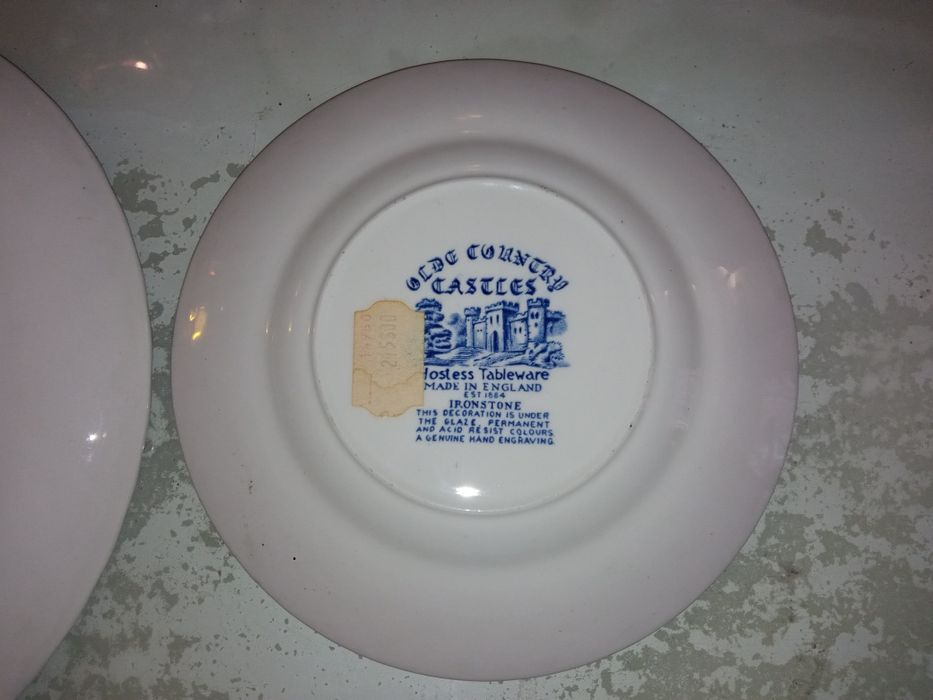 OLDE COUNTRY
CASTLES
Hostess Tableware
MADE IN ENGLAND
EST 1884
IRONSTONE
THIS DECORATION IS UNDER
THE GLAZE, PERMANENT
AND ACID RESIST COLOURS
A GENUINE HAND ENGRAVING.